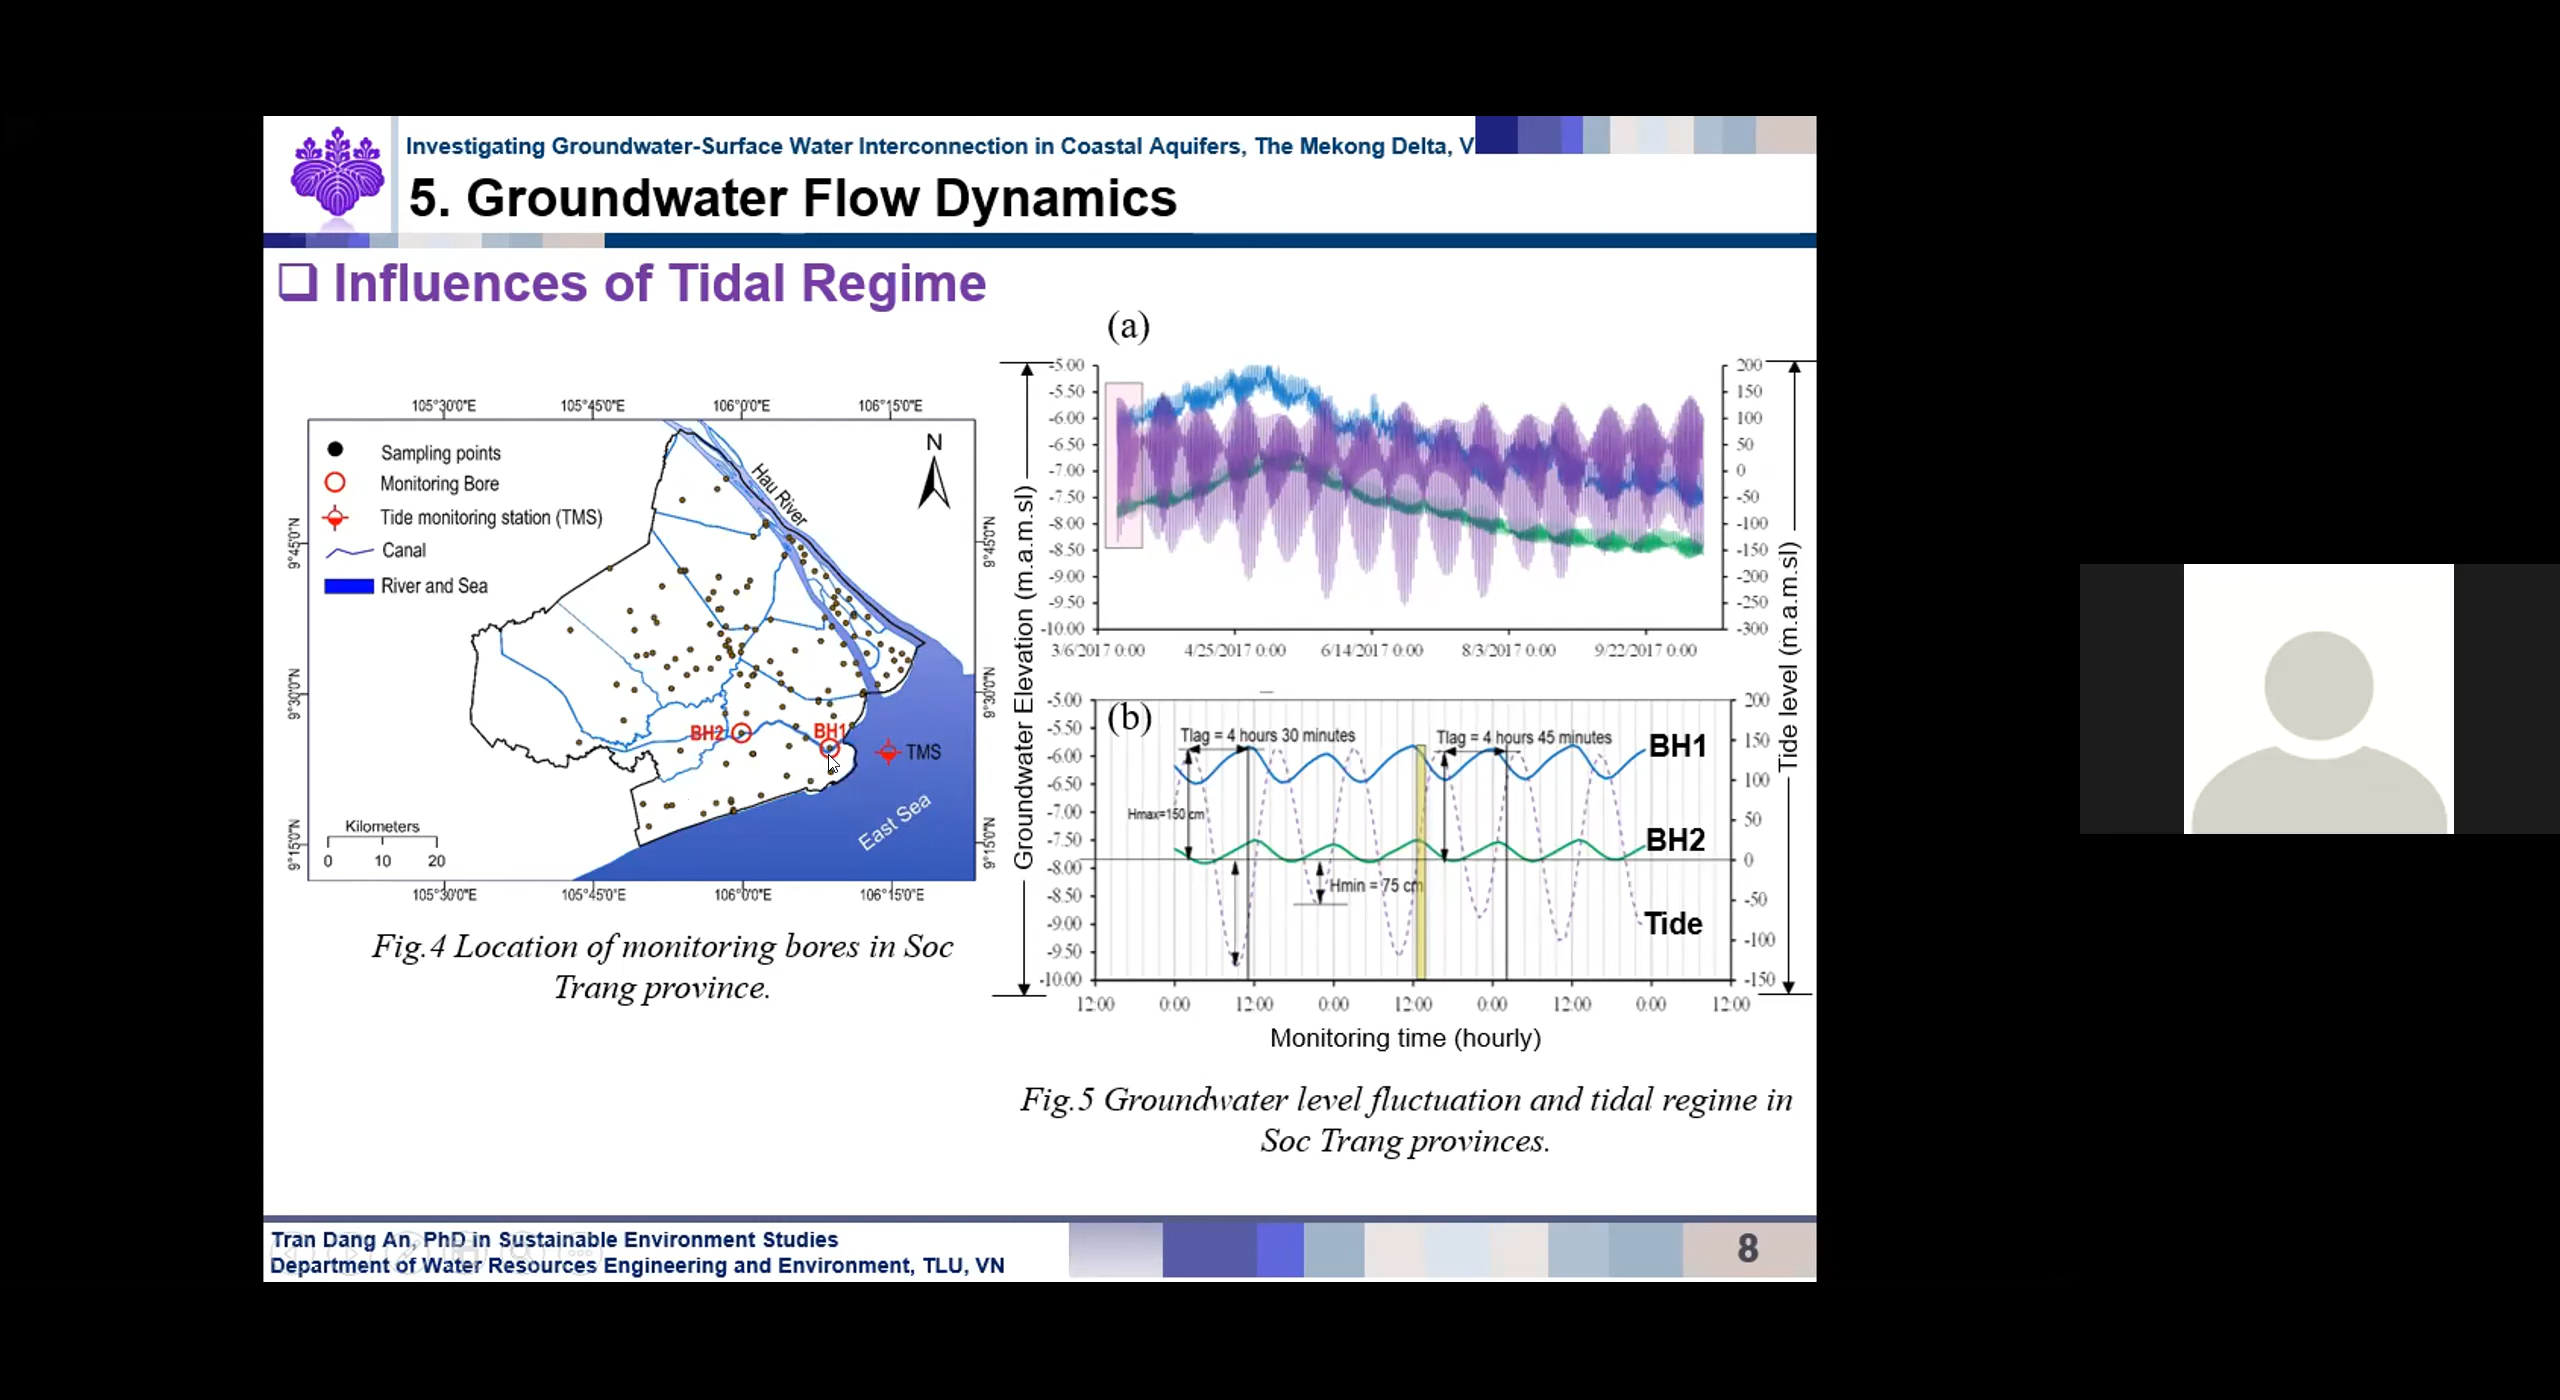 Investigating Groundwater-Surface Water Interconnection in Coastal Aquifers, The Mekong Delta, V
5. Groundwater Flow Dynamics
Influences of Tidal Regime
105°30'0"E 105°45'0"E 106°0'0"E 106°15'0"E
Sampling points
Monitoring Bore
Tide monitoring station (TMS)
Canal
River and Sea
N
Hau River
9°45'0"N 9°45'0"N
9°30'0"N 9°30'0"N
9°15'0"N 9°15'0"N
BH2 BH1
TMS
East Sea
Kilometers
0 10 20
105°30'0"E 105°45'0"E 106°0'0"E 106°15'0"E
Fig.4 Location of monitoring bores in Soc
Trang province.
(a)
Groundwater Elevation (m.a.m.sl)
Tide level (m.a.m.sl)
-5.00 200
-5.50 150
-6.00 100
-6.50 50
-7.00 0
-7.50 -50
-8.00 -100
-8.50 -150
-9.00 -200
-9.50 -250
-10.00 -300
3/6/2017 0:00 4/25/2017 0:00 6/14/2017 0:00 8/3/2017 0:00 9/22/2017 0:00
(b)
-5.00 200
-5.50
-6.00 150
-6.50 100
-7.00
-7.50 50
-8.00 0
-8.50 -50
-9.00
-9.50 -100
-10.00 -150
Tlag = 4 hours 30 minutes
Tlag = 4 hours 45 minutes
BH1
Hmax=150 cm
BH2
Hmin = 75 cm
Tide
12:00 0:00 12:00 0:00 12:00 0:00 12:00 0:00 12:00
Monitoring time (hourly)
Fig.5 Groundwater level fluctuation and tidal regime in
Soc Trang provinces.
Tran Dang An, PhD in Sustainable Environment Studies
Department of Water Resources Engineering and Environment, TLU, VN
8